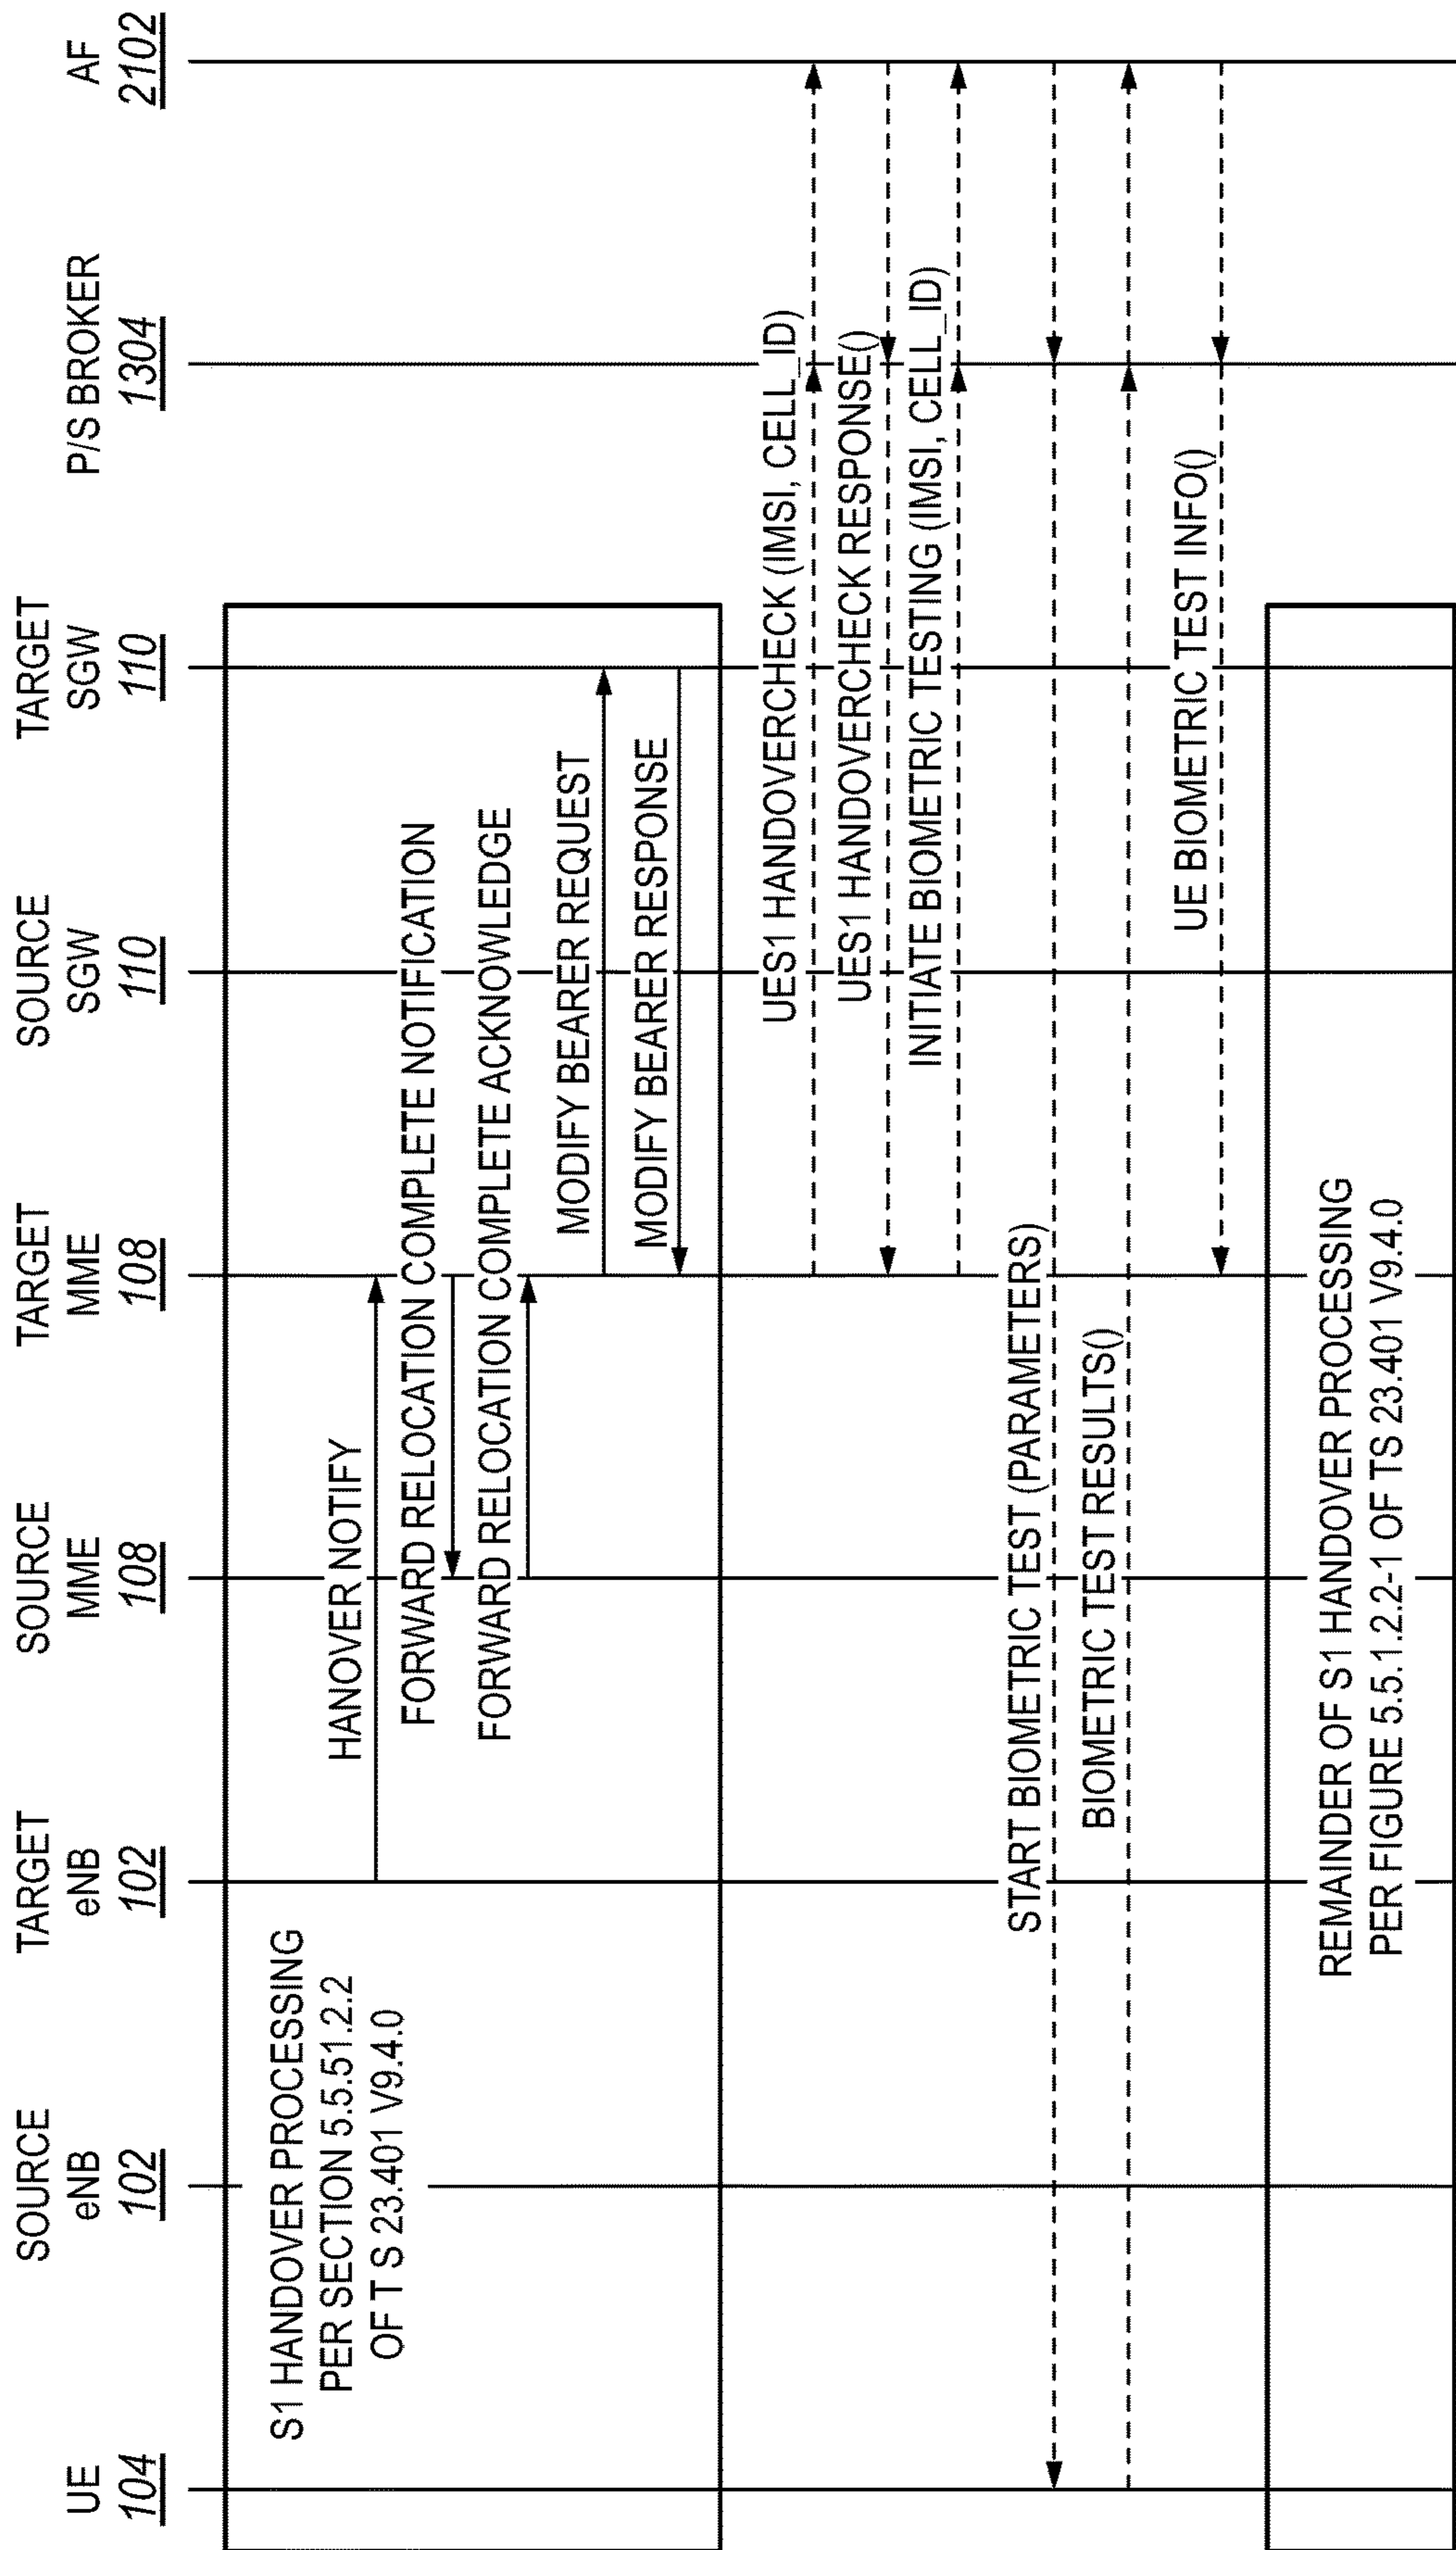 UE
104
SOURCE
eNB
102
TARGET
eNB
102
SOURCE
MME
108
TARGET
MME
108
SOURCE
SGW
110
TARGET
SGW
110
P/S BROKER
1304
AF
2102
S1 HANDOVER PROCESSING
PER SECTION 5.5.51.2.2
OF T S 23.401 V9.4.0
HANOVER NOTIFY
FORWARD RELOCATION COMPLETE NOTIFICATION
FORWARD RELOCATION COMPLETE ACKNOWLEDGE
MODIFY BEARER REQUEST
MODIFY BEARER RESPONSE
UES1 HANDOVERCHECK (IMSI, CELL_ID)
UES1 HANDOVERCHECK RESPONSE()
INITIATE BIOMETRIC TESTING (IMSI, CELL_ID)
START BIOMETRIC TEST (PARAMETERS)
BIOMETRIC TEST RESULTS()
UE BIOMETRIC TEST INFO()
REMAINDER OF S1 HANDOVER PROCESSING
PER FIGURE 5.5.1.2.2-1 OF TS 23.401 V9.4.0